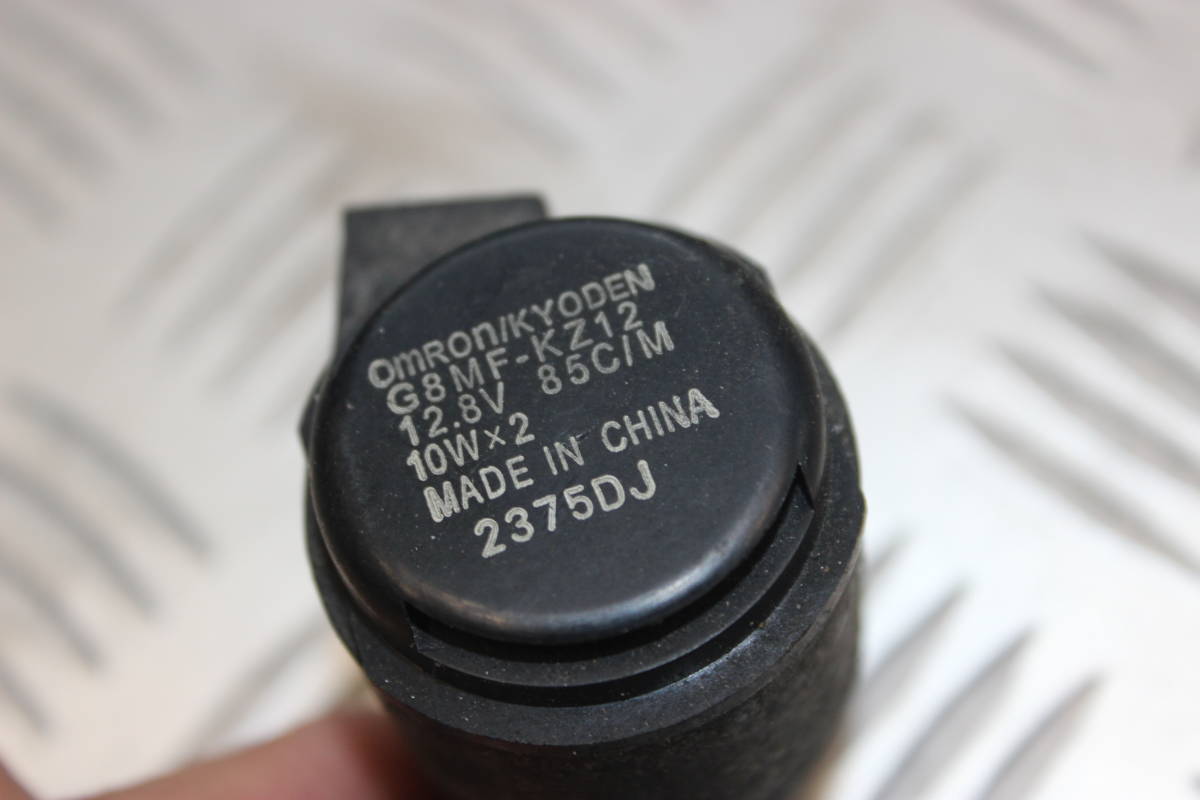 OmRon/KYODEN
G8MF-KZ12
12.8V 85C/M
10W×2
MADE IN CHINA
2375DJ